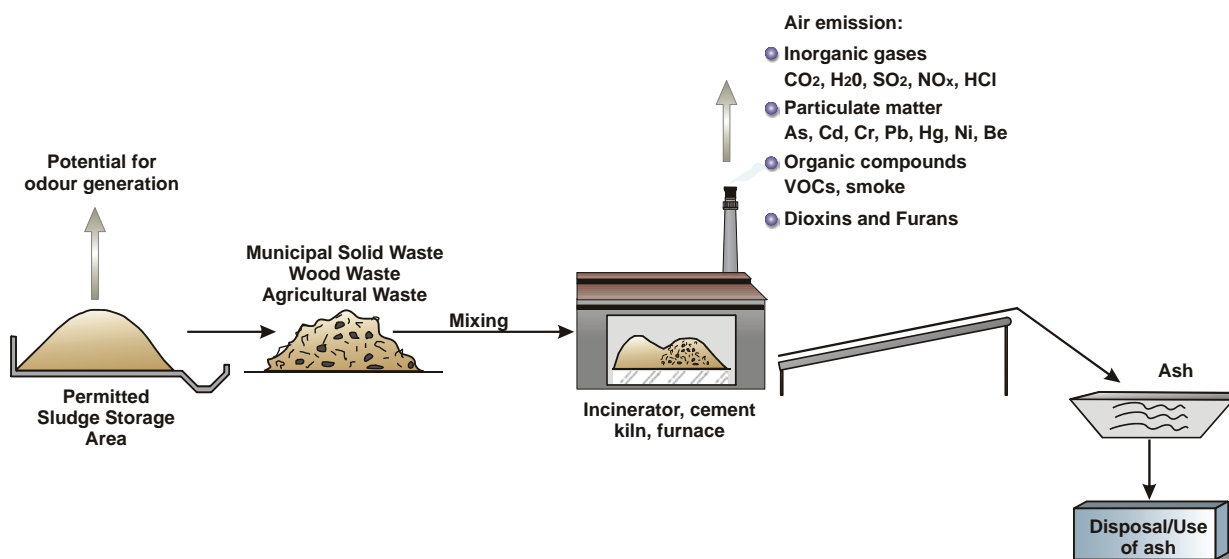 Potential for
odour generation
Permitted
Sludge Storage
Area
Municipal Solid Waste
Wood Waste
Agricultural Waste
Mixing
Incinerator, cement
kiln, furnace
Air emission:
Inorganic gases
CO₂, H₂0, SO₂, NOₓ, HCl
Particulate matter
As, Cd, Cr, Pb, Hg, Ni, Be
Organic compounds
VOCs, smoke
Dioxins and Furans
Ash
Disposal/Use
of ash